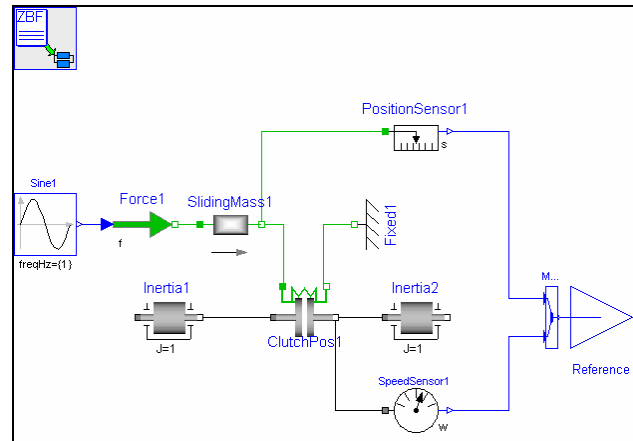 ZBF
PositionSensor1
s
Sine1
Force1
SlidingMass1
Fixed1
f
freqHz={1}
Inertia1
Inertia2
M...
J=1
ClutchPos1
J=1
Reference
SpeedSensor1
w